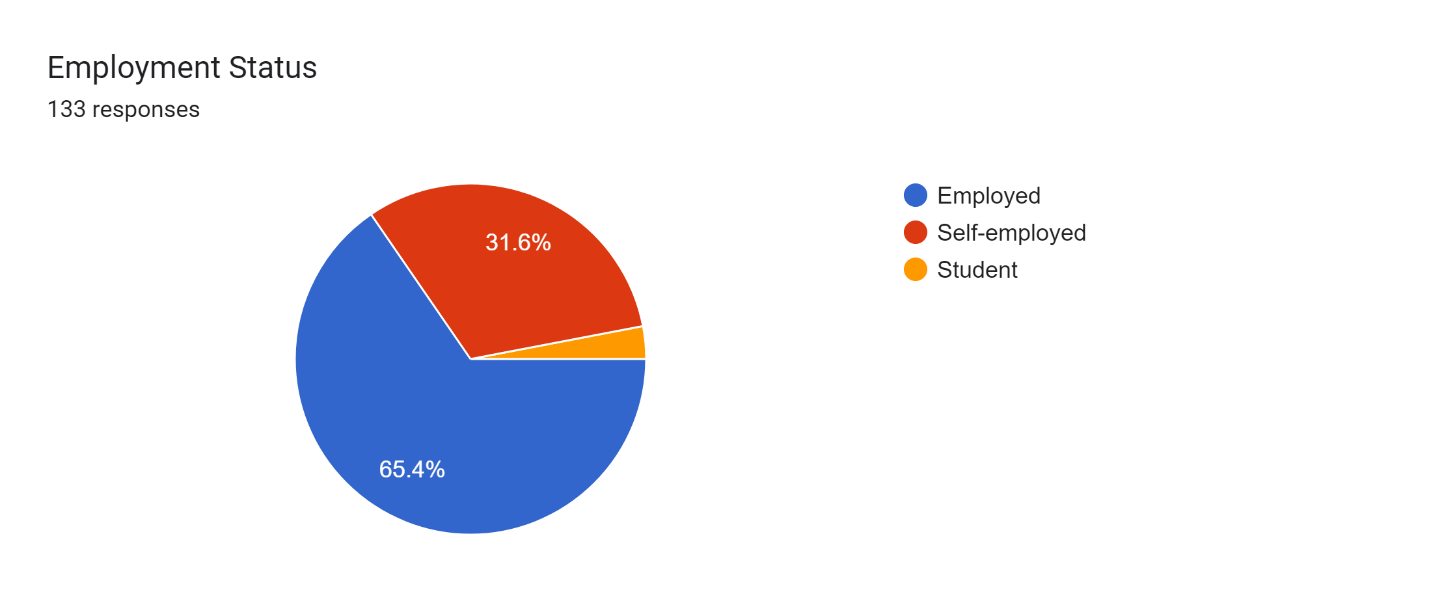 Employment Status
133 responses
31.6%
65.4%
Employed
Self-employed
Student